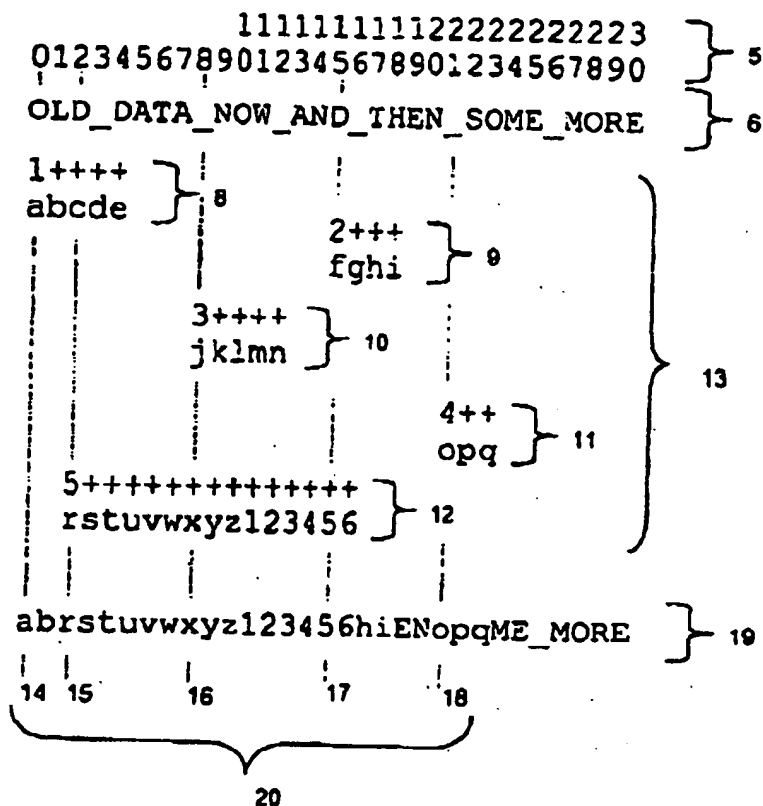 111111111122222222223
0123456789012345678901234567890 5
OLD_DATA_NOW_AND_THEN_SOME_MORE 6
1++++
abcde 8
2+++
fghi 9
3++++
jklmn 10
13
4++
opq 11
5++++++++++++++
rstuvwxyz123456 12
abrstuvwxyz123456hiENopqME_MORE 19
14 15 16 17 18
20